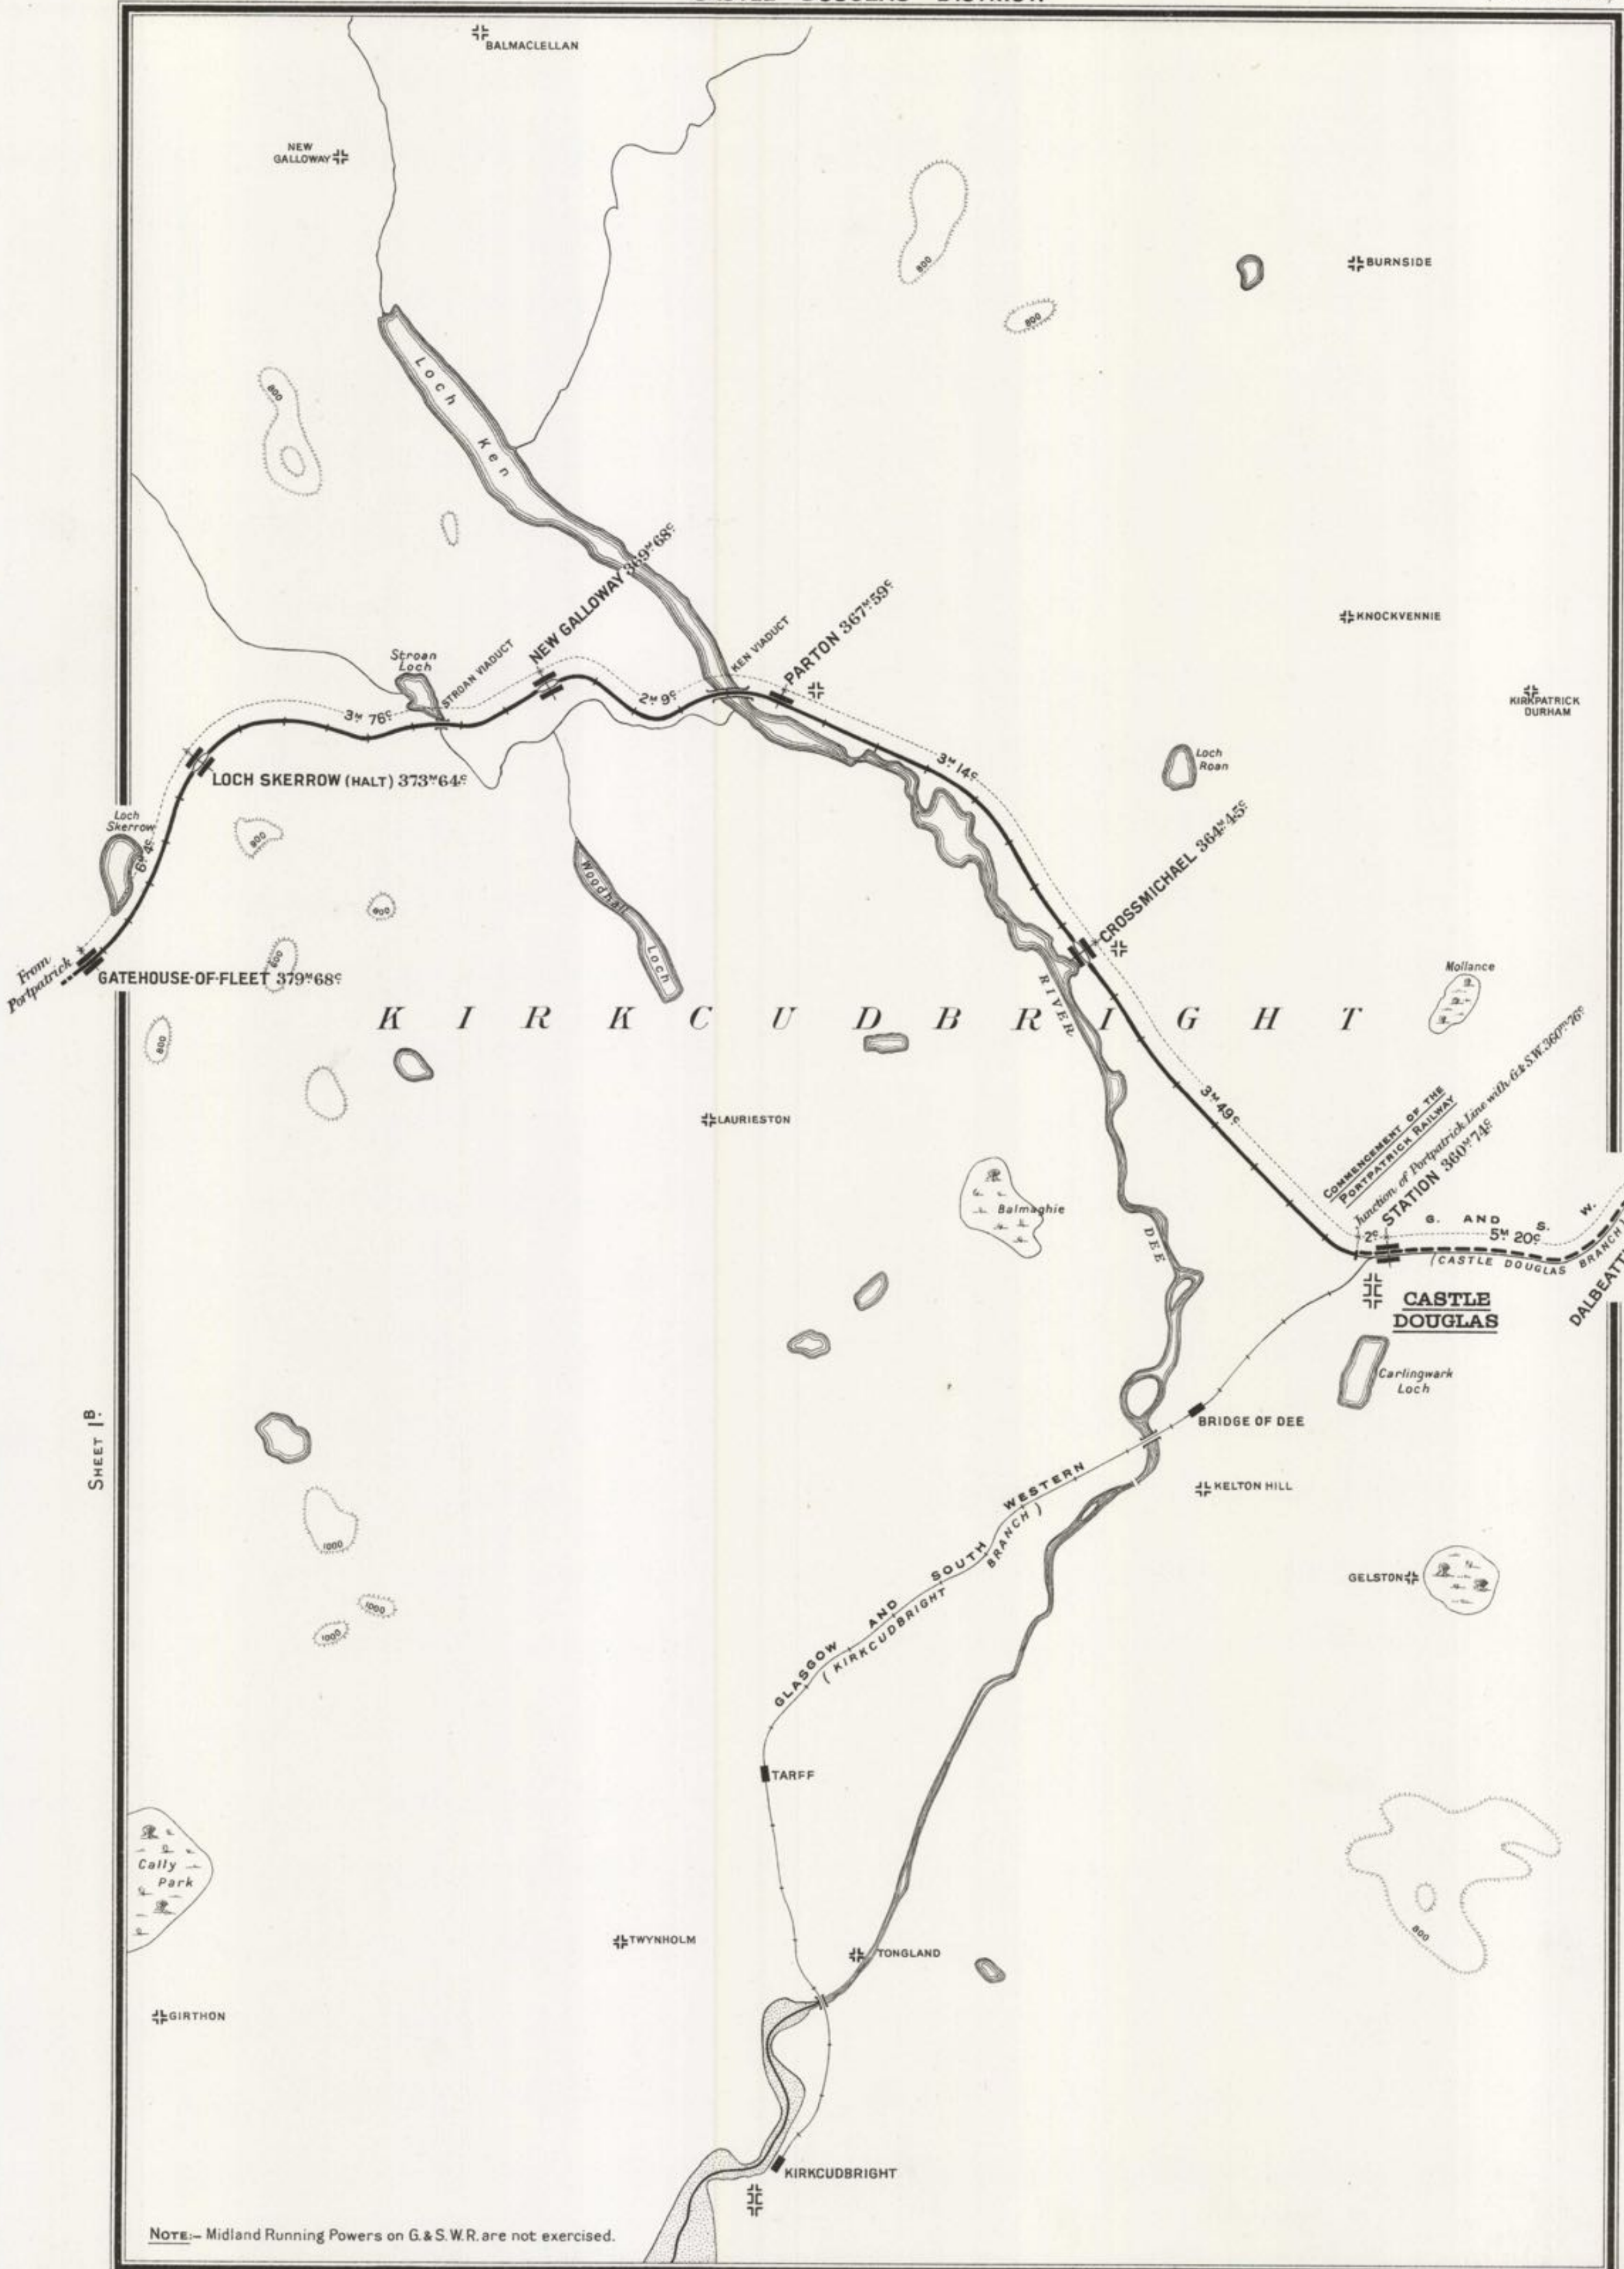 BALMACLELLAN
NEW
GALLOWAY
800
BURNSIDE
800
800
Loch Ken
NEW GALLOWAY 369ᴹ 68ᶜ
PARTON 367ᴹ 59ᶜ
KEN VIADUCT
KNOCKVENNIE
Stroan
Loch
STROAN VIADUCT
KIRKPATRICK
DURHAM
3ᴹ 76ᶜ
2ᴹ 9ᶜ
3ᴹ 14ᶜ
Loch
Roan
LOCH SKERROW (HALT) 373ᴹ 64ᶜ
Loch
Skerrow
6ᴹ 4ᶜ
800
CROSSMICHAEL 364ᴹ 45ᶜ
Woodhall
Loch
600
600
From
Portpatrick
GATEHOUSE-OF-FLEET 379ᴹ 68ᶜ
Mollance
RIVER
KIRKCUDBRIGHT
800
3ᴹ 49ᶜ
LAURIESTON
COMMENCEMENT OF THE
PORTPATRICK RAILWAY
Junction of Portpatrick Line with G & S.W. 360ᴹ 76ᶜ
STATION 360ᴹ 74ᶜ
Balmaghie
DEE
2ᶜ
G. AND S. W.
5ᴹ 20ᶜ
(CASTLE DOUGLAS BRANCH)
CASTLE
DOUGLAS
Carlingwark
Loch
SHEET 1ᴮ.
BRIDGE OF DEE
KELTON HILL
GLASGOW AND SOUTH WESTERN
(KIRKCUDBRIGHT BRANCH)
1000
GELSTON
1000
1000
TARFF
Cally
Park
800
TWYNHOLM
TONGLAND
GIRTHON
KIRKCUDBRIGHT
NOTE:– Midland Running Powers on G. & S. W. R. are not exercised.